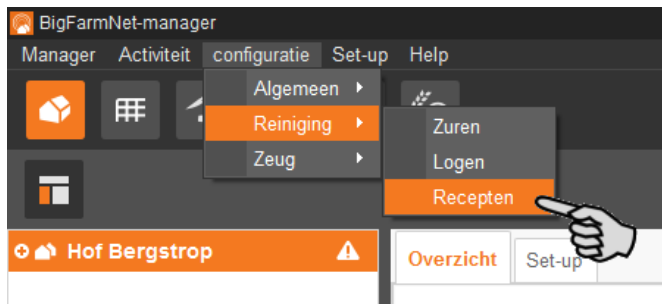 BigFarmNet-manager
Manager Activiteit configuratie Set-up Help
Algemeen
Reiniging
Zeug
Zuren
Logen
Recepten
Hof Bergstrop
Overzicht Set-up